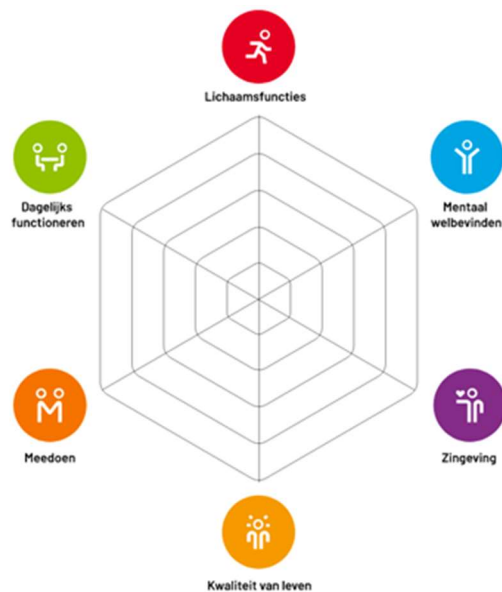 Lichaamsfuncties
Dagelijks
functioneren
Mentaal
welbevinden
Meedoen
Zingeving
Kwaliteit van leven